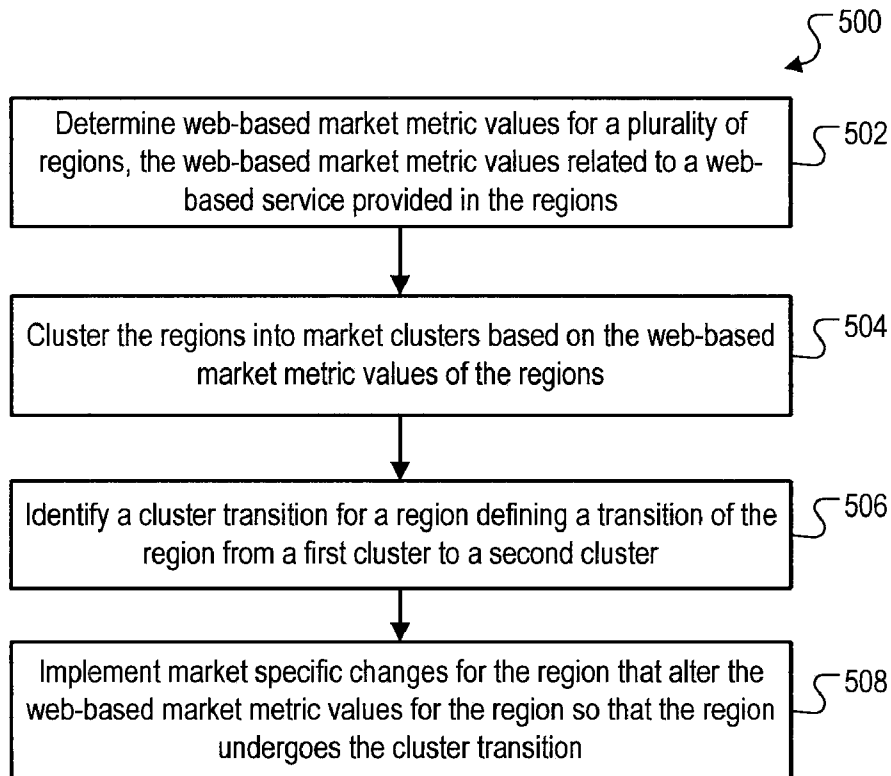 500
Determine web-based market metric values for a plurality of
regions, the web-based market metric values related to a web-
based service provided in the regions
502
Cluster the regions into market clusters based on the web-based
market metric values of the regions
504
Identify a cluster transition for a region defining a transition of the
region from a first cluster to a second cluster
506
Implement market specific changes for the region that alter the
web-based market metric values for the region so that the region
undergoes the cluster transition
508